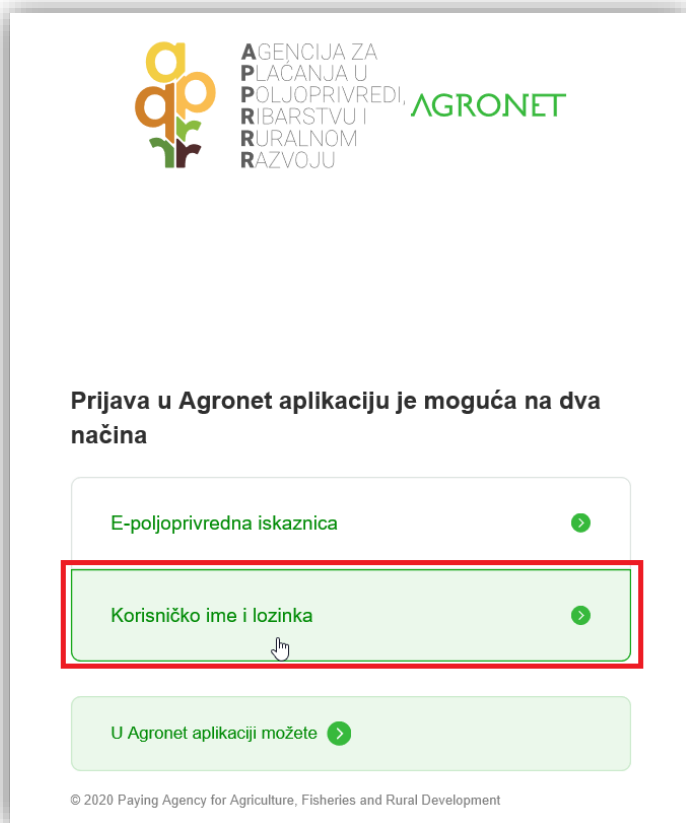 AGENCIJA ZA
PLAĆANJA U
POLJOPRIVREDI,
RIBARSTVU I
RURALNOM
RAZVOJU
AGRONET
Prijava u Agronet aplikaciju je moguća na dva
načina
E-poljoprivredna iskaznica
Korisničko ime i lozinka
U Agronet aplikaciji možete
© 2020 Paying Agency for Agriculture, Fisheries and Rural Development